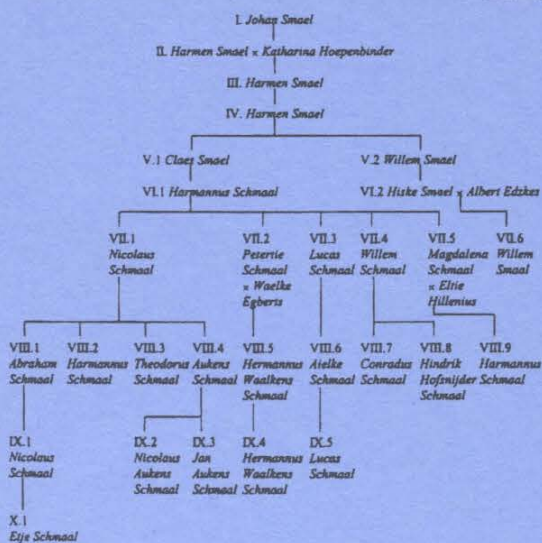 I. Johan Smael
II. Harmen Smael × Katharina Hoepenbinder
III. Harmen Smael
IV. Harmen Smael
V.1 Claes Smael
V.2 Willem Smael
VI.1 Harmannus Schmaal
VI.2 Hiske Smael × Albert Edzkes
VII.1
Nicolaus
Schmaal
VII.2
Petertie
Schmaal
× Waelke
Egberts
VII.3
Lucas
Schmaal
VII.4
Willem
Schmaal
VII.5
Magdalena
Schmaal
× Eltie
Hillenius
VII.6
Willem
Smaal
VIII.1
Abraham
Schmaal
VIII.2
Harmannus
Schmaal
VIII.3
Theodorus
Schmaal
VIII.4
Aukens
Schmaal
VIII.5
Hermannus
Waalkens
Schmaal
VIII.6
Aielke
Schmaal
VIII.7
Conradus
Schmaal
VIII.8
Hindrik
Hofsnijder
Schmaal
VIII.9
Harmannus
Schmaal
IX.1
Nicolaus
Schmaal
IX.2
Nicolaus
Aukens
Schmaal
IX.3
Jan
Aukens
Schmaal
IX.4
Hermannus
Waalkens
Schmaal
IX.5
Lucas
Schmaal
X.1
Etje Schmaal